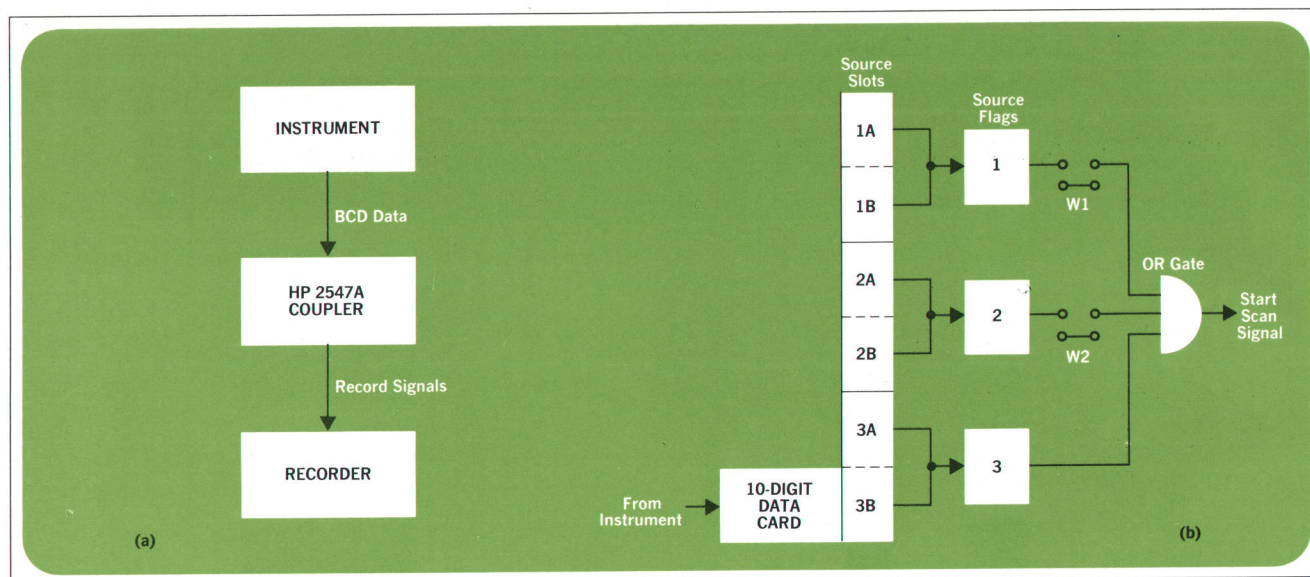 INSTRUMENT
BCD Data
HP 2547A
COUPLER
Record Signals
RECORDER
(a)
Source
Slots
1A
1B
2A
2B
3A
3B
Source
Flags
1
2
3
W1
W2
OR Gate
Start
Scan
Signal
From
Instrument
10-DIGIT
DATA
CARD
(b)